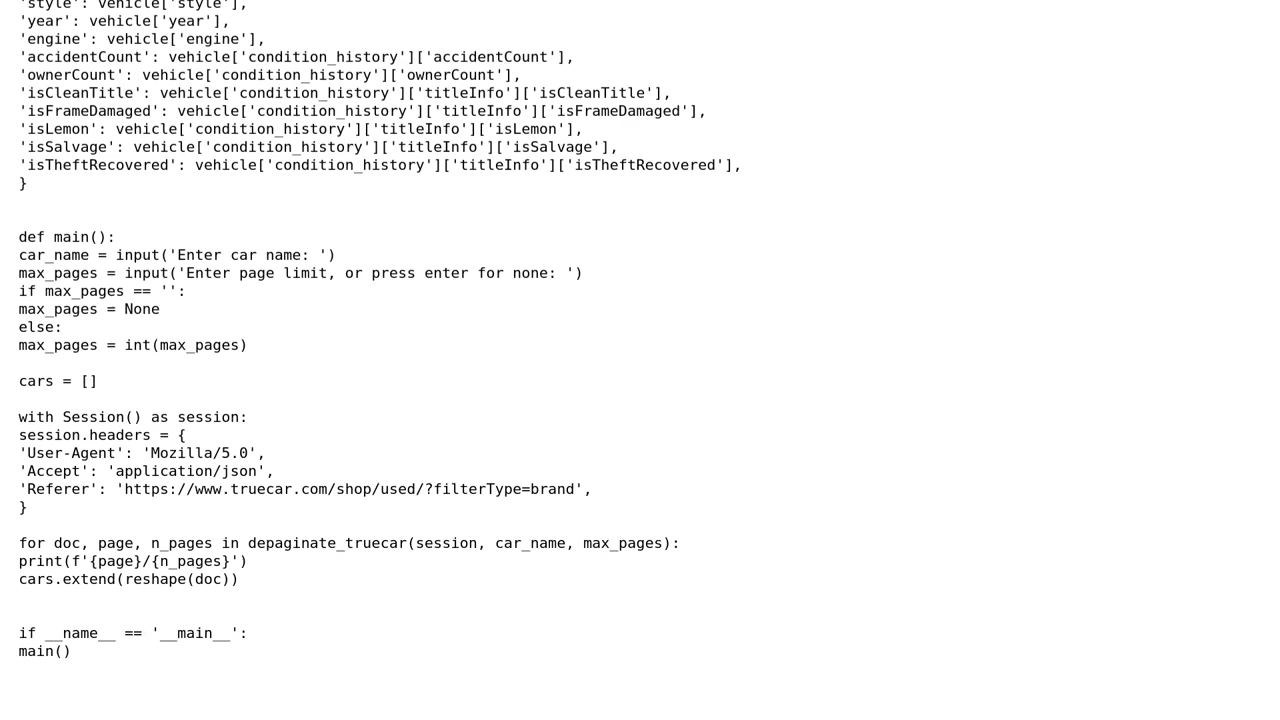 'style': vehicle['style'],
'year': vehicle['year'],
'engine': vehicle['engine'],
'accidentCount': vehicle['condition_history']['accidentCount'],
'ownerCount': vehicle['condition_history']['ownerCount'],
'isCleanTitle': vehicle['condition_history']['titleInfo']['isCleanTitle'],
'isFrameDamaged': vehicle['condition_history']['titleInfo']['isFrameDamaged'],
'isLemon': vehicle['condition_history']['titleInfo']['isLemon'],
'isSalvage': vehicle['condition_history']['titleInfo']['isSalvage'],
'isTheftRecovered': vehicle['condition_history']['titleInfo']['isTheftRecovered'],
}
def main():
car_name = input('Enter car name: ')
max_pages = input('Enter page limit, or press enter for none: ')
if max_pages == '':
max_pages = None
else:
max_pages = int(max_pages)
cars = []
with Session() as session:
session.headers = {
'User-Agent': 'Mozilla/5.0',
'Accept': 'application/json',
'Referer': 'https://www.truecar.com/shop/used/?filterType=brand',
}
for doc, page, n_pages in depaginate_truecar(session, car_name, max_pages):
print(f'{page}/{n_pages}')
cars.extend(reshape(doc))
if __name__ == '__main__':
main()